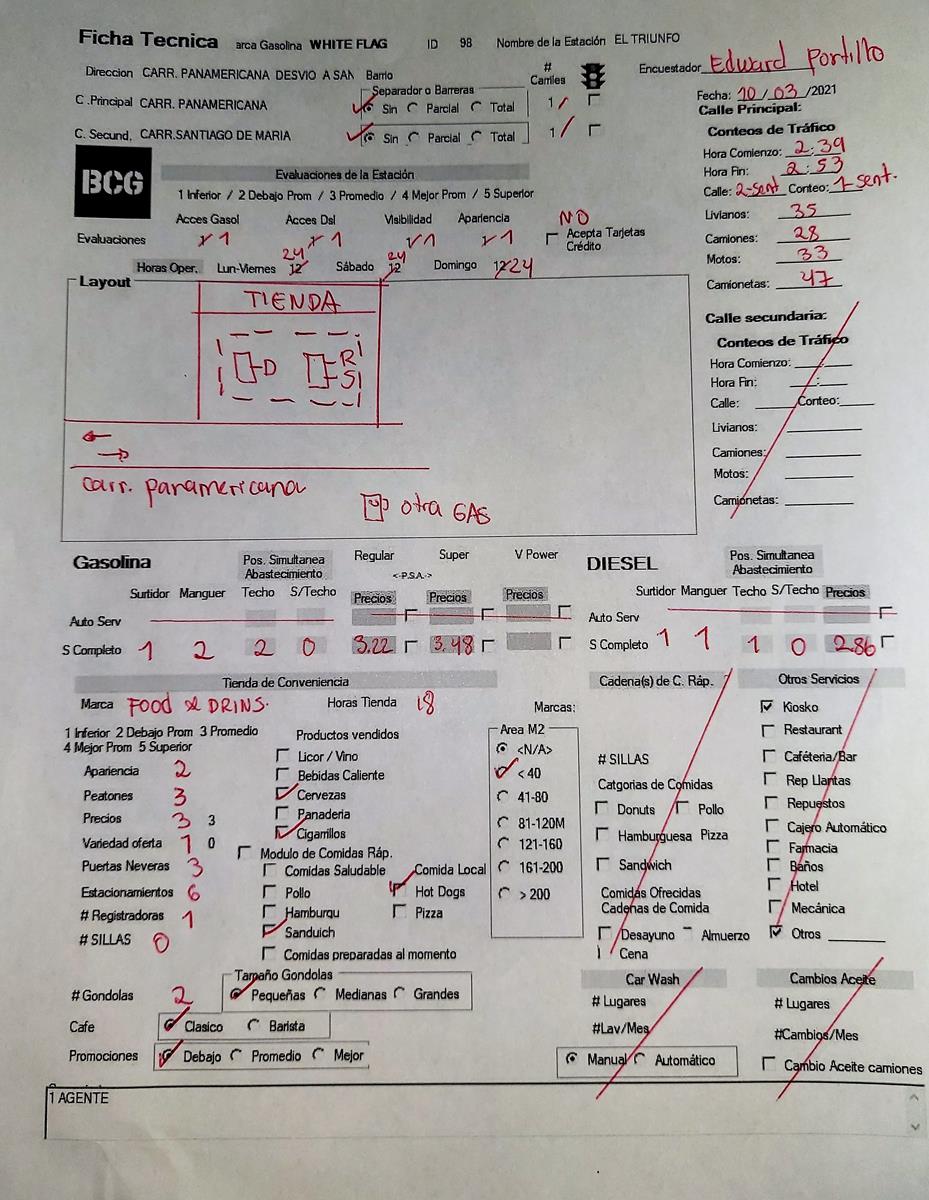 Ficha Tecnica arca Gasolina WHITE FLAG ID 98 Nombre de la Estación EL TRIUNFO
Direccion CARR. PANAMERICANA DESVIO A SAN Barrio
Encuestador Edward Portillo
Separador o Barreras # Carriles
C .Principal CARR. PANAMERICANA Sin Parcial Total 1
C. Secund, CARR.SANTIAGO DE MARIA Sin Parcial Total 1
Fecha: 10/03/2021
Calle Principal:
Conteos de Tráfico
Hora Comienzo: 2:39
Hora Fin: 2:53
Calle: 2-sent Conteo: 1-sent.
Livianos: 35
Camiones: 28
Motos: 33
Camionetas: 47
BCG
Evaluaciones de la Estación
1 Inferior / 2 Debajo Prom / 3 Promedio / 4 Mejor Prom / 5 Superior
Acces Gasol Acces Dsl Visibilidad Apariencia NO
Evaluaciones 1 1 1 1 Acepta Tarjetas Crédito
Horas Oper. Lun-Viernes 12 24 Sábado 12 24 Domingo 12 24
Layout
TIENDA
D R
S
carr. panamericana
otra GAS
Calle secundaria:
Conteos de Tráfico
Hora Comienzo: :
Hora Fin: :
Calle: Conteo:
Livianos:
Camiones:
Motos:
Camionetas:
Gasolina Pos. Simultanea Abastecimiento Regular Super V Power
<-P.S.A.->
Surtidor Manguer Techo S/Techo Precios Precios Precios
Auto Serv
S Completo 1 2 2 0 3.22 3.48
DIESEL Pos. Simultanea Abastecimiento
Surtidor Manguer Techo S/Techo Precios
Auto Serv
S Completo 1 1 1 0 2.86
Tienda de Conveniencia
Marca FOOD & DRINS. Horas Tienda 18 Marcas:
1 Inferior 2 Debajo Prom 3 Promedio
4 Mejor Prom 5 Superior
Apariencia 2
Peatones 3
Precios 3 3
Variedad oferta 1 0
Puertas Neveras 3
Estacionamientos 6
# Registradoras 1
# SILLAS 0
Productos vendidos
Licor / Vino
Bebidas Caliente
Cervezas
Panaderia
Cigarrillos
Modulo de Comidas Ráp.
Comidas Saludable Comida Local
Pollo Hot Dogs
Hamburqu Pizza
Sanduich
Comidas preparadas al momento
Area M2
<N/A>
< 40
41-80
81-120M
121-160
161-200
> 200
# Gondolas 2
Tamaño Gondolas
Pequeñas Medianas Grandes
Cafe Clasico Barista
Promociones Debajo Promedio Mejor
Cadena(s) de C. Ráp.
# SILLAS
Catgorias de Comidas
Donuts Pollo
Hamburguesa Pizza
Sandwich
Comidas Ofrecidas
Cadenas de Comida
Desayuno Almuerzo
Cena
Otros Servicios
Kiosko
Restaurant
Caféteria/Bar
Rep Llantas
Repuestos
Cajero Automático
Farmacia
Baños
Hotel
Mecánica
Otros
Car Wash
# Lugares
#Lav/Mes
Manual Automático
Cambios Aceite
# Lugares
#Cambios/Mes
Cambio Aceite camiones
1 AGENTE